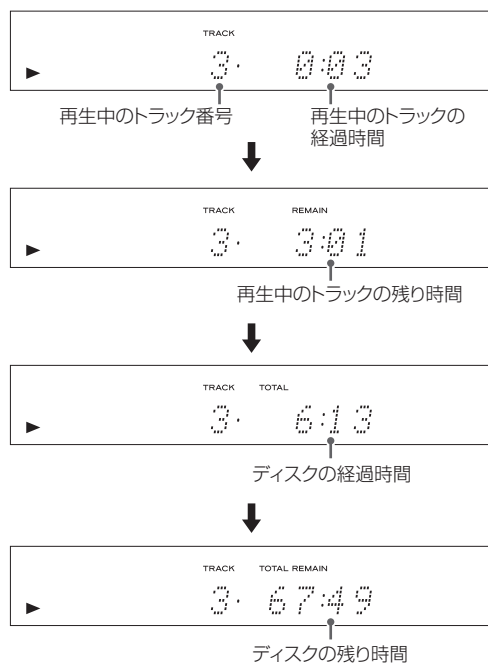 TRACK
3. 0:03
再生中のトラック番号
再生中のトラックの
経過時間
TRACK REMAIN
3. 3:01
再生中のトラックの残り時間
TRACK TOTAL
3. 6:13
ディスクの経過時間
TRACK TOTAL REMAIN
3. 67:49
ディスクの残り時間